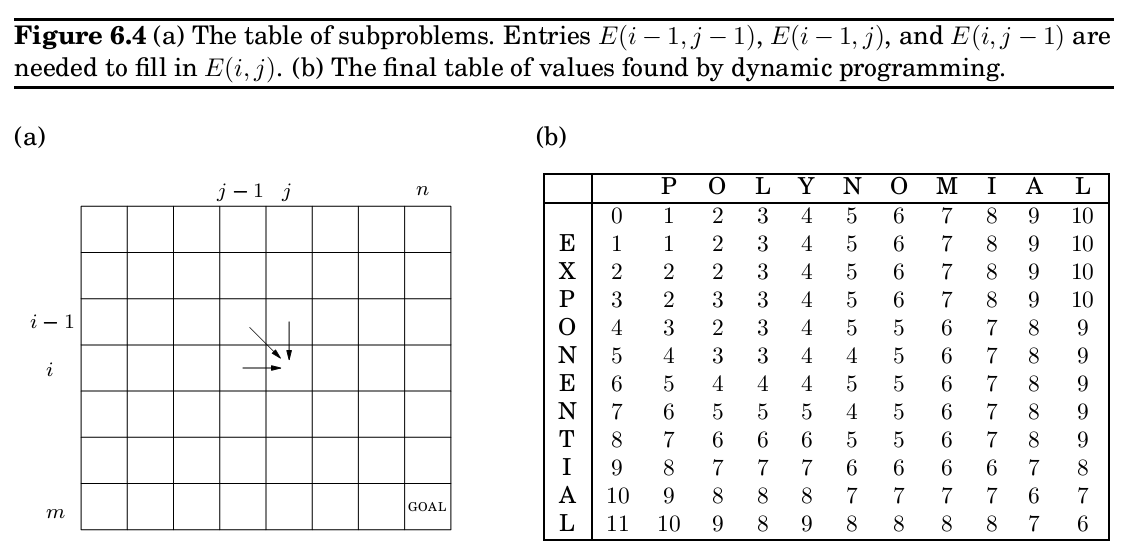 Figure 6.4 (a) The table of subproblems. Entries E(i − 1, j − 1), E(i − 1, j), and E(i, j − 1) are
needed to fill in E(i, j). (b) The final table of values found by dynamic programming.
(a)
j − 1 j n
i − 1
i
m
GOAL
(b)
P O L Y N O M I A L
0 1 2 3 4 5 6 7 8 9 10
E 1 1 2 3 4 5 6 7 8 9 10
X 2 2 2 3 4 5 6 7 8 9 10
P 3 2 3 3 4 5 6 7 8 9 10
O 4 3 2 3 4 5 5 6 7 8 9
N 5 4 3 3 4 4 5 6 7 8 9
E 6 5 4 4 4 5 5 6 7 8 9
N 7 6 5 5 5 4 5 6 7 8 9
T 8 7 6 6 6 5 5 6 7 8 9
I 9 8 7 7 7 6 6 6 6 7 8
A 10 9 8 8 8 7 7 7 7 6 7
L 11 10 9 8 9 8 8 8 8 7 6